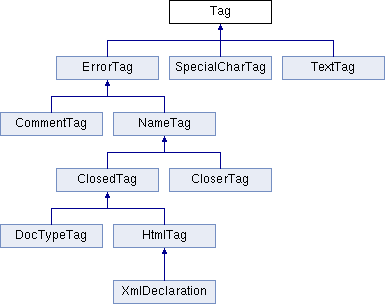 Tag
ErrorTag SpecialCharTag TextTag
CommentTag NameTag
ClosedTag CloserTag
DocTypeTag HtmlTag
XmlDeclaration